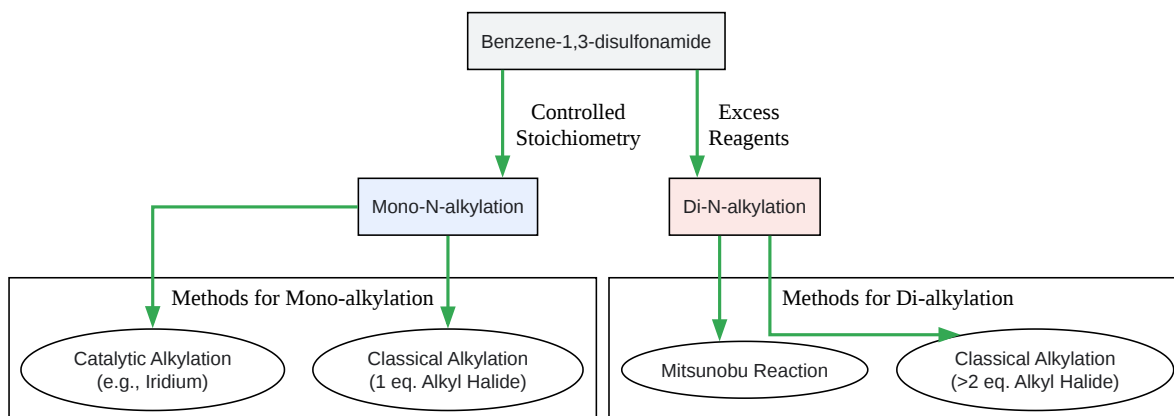 Benzene-1,3-disulfonamide
Controlled
Stoichiometry
Excess
Reagents
Mono-N-alkylation
Di-N-alkylation
Methods for Mono-alkylation
Catalytic Alkylation
(e.g., Iridium)
Classical Alkylation
(1 eq. Alkyl Halide)
Methods for Di-alkylation
Mitsunobu Reaction
Classical Alkylation
(>2 eq. Alkyl Halide)